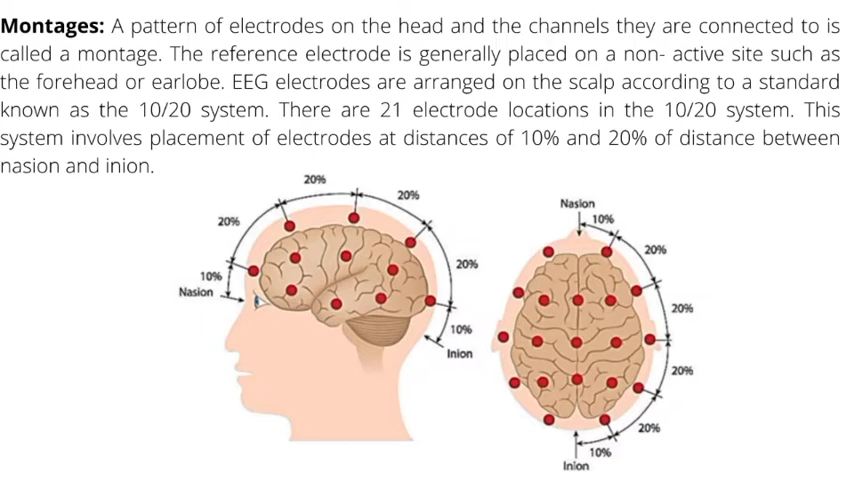 Montages: A pattern of electrodes on the head and the channels they are connected to is
called a montage. The reference electrode is generally placed on a non- active site such as
the forehead or earlobe. EEG electrodes are arranged on the scalp according to a standard
known as the 10/20 system. There are 21 electrode locations in the 10/20 system. This
system involves placement of electrodes at distances of 10% and 20% of distance between
nasion and inion.
20%
20%
20%
10%
Nasion
20%
10%
Inion
Nasion
10%
20%
20%
20%
20%
10%
Inion